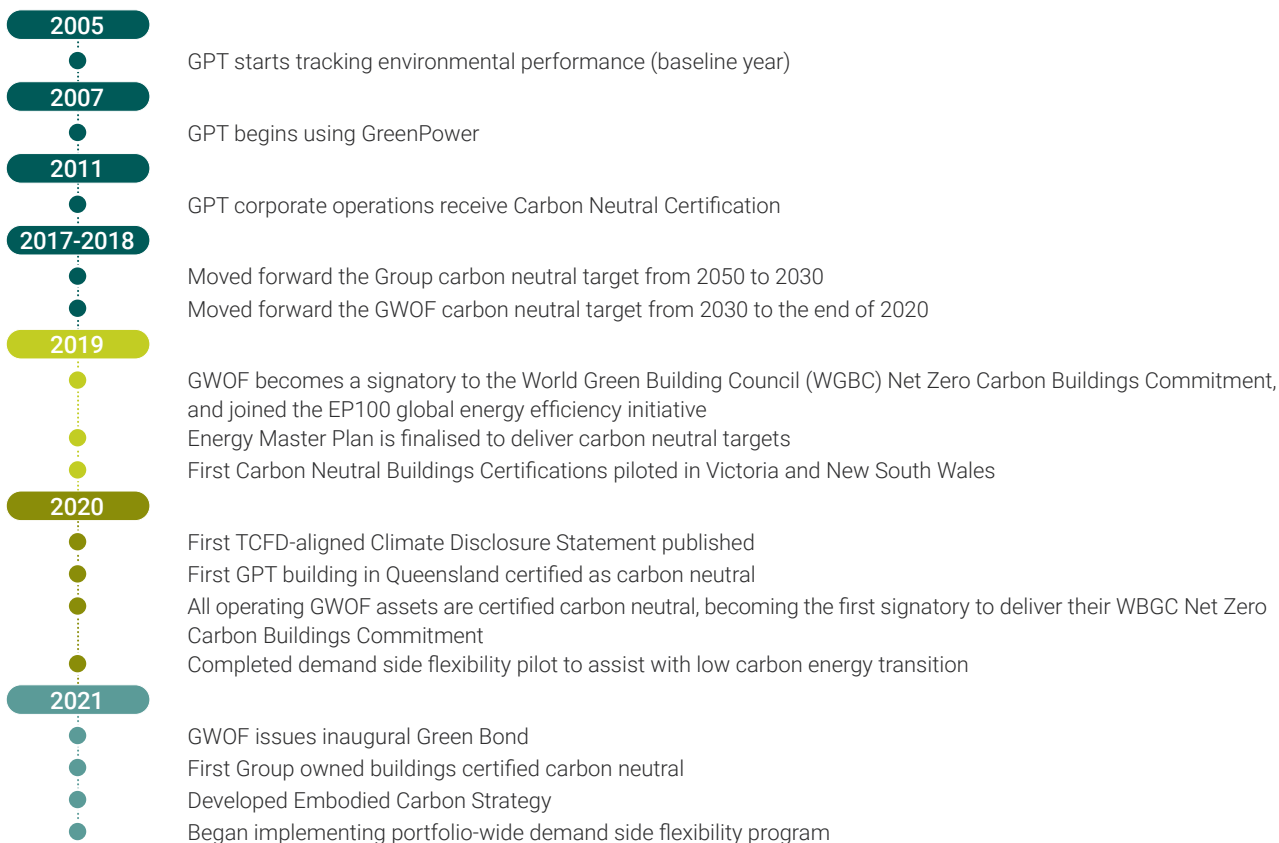 2005
GPT starts tracking environmental performance (baseline year)
2007
GPT begins using GreenPower
2011
GPT corporate operations receive Carbon Neutral Certification
2017-2018
Moved forward the Group carbon neutral target from 2050 to 2030
Moved forward the GWOF carbon neutral target from 2030 to the end of 2020
2019
GWOF becomes a signatory to the World Green Building Council (WGBC) Net Zero Carbon Buildings Commitment,
and joined the EP100 global energy efficiency initiative
Energy Master Plan is finalised to deliver carbon neutral targets
First Carbon Neutral Buildings Certifications piloted in Victoria and New South Wales
2020
First TCFD-aligned Climate Disclosure Statement published
First GPT building in Queensland certified as carbon neutral
All operating GWOF assets are certified carbon neutral, becoming the first signatory to deliver their WBGC Net Zero
Carbon Buildings Commitment
Completed demand side flexibility pilot to assist with low carbon energy transition
2021
GWOF issues inaugural Green Bond
First Group owned buildings certified carbon neutral
Developed Embodied Carbon Strategy
Began implementing portfolio-wide demand side flexibility program